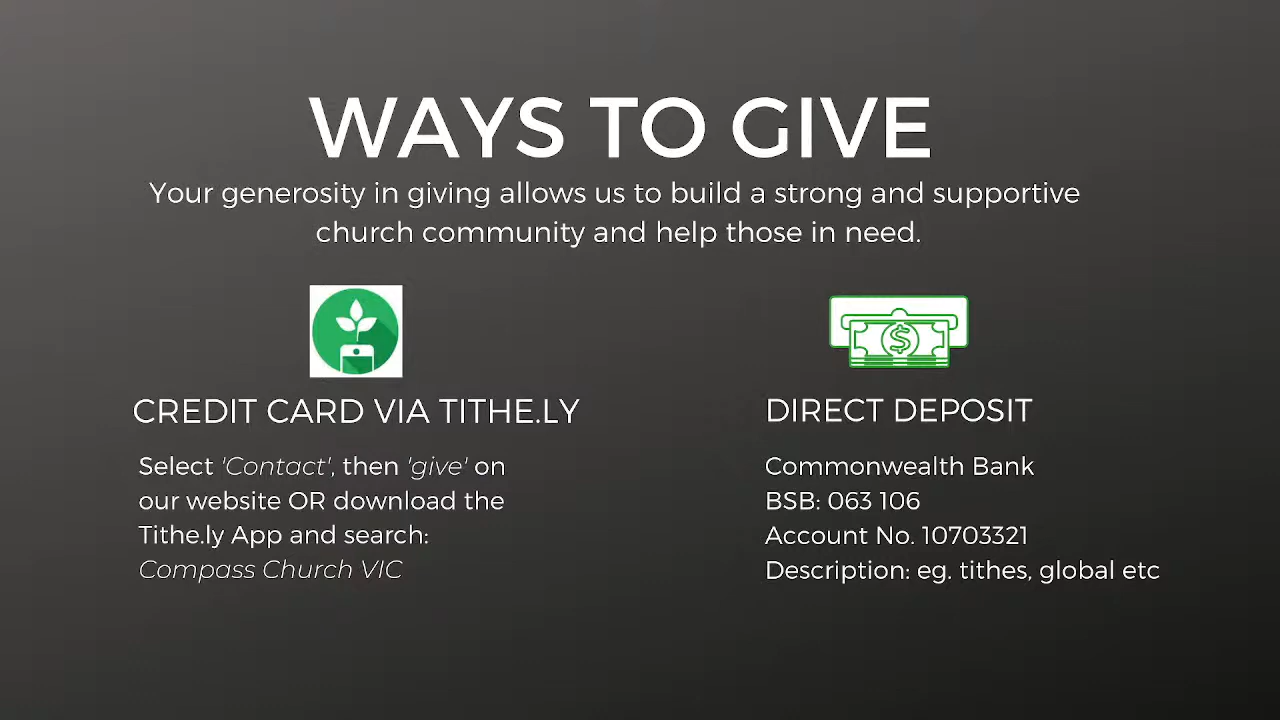 WAYS TO GIVE
Your generosity in giving allows us to build a strong and supportive
church community and help those in need.
CREDIT CARD VIA TITHE.LY
Select 'Contact', then 'give' on
our website OR download the
Tithe.ly App and search:
Compass Church VIC
$
DIRECT DEPOSIT
Commonwealth Bank
BSB: 063 106
Account No. 10703321
Description: eg. tithes, global etc